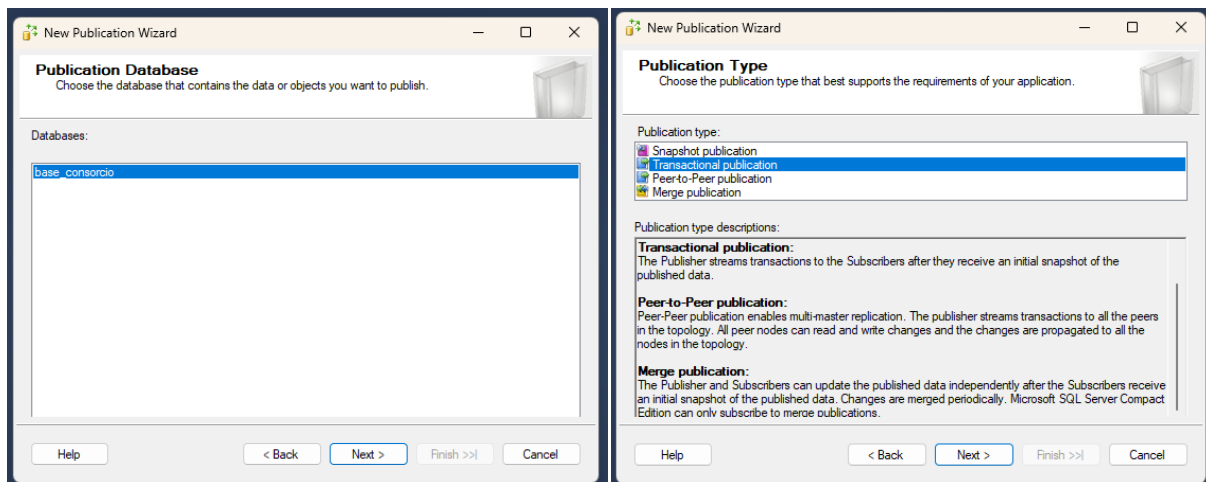 New Publication Wizard
Publication Database
Choose the database that contains the data or objects you want to publish.
Databases:
base_consorcio
Help
< Back
Next >
Finish >>|
Cancel
New Publication Wizard
Publication Type
Choose the publication type that best supports the requirements of your application.
Publication type:
Snapshot publication
Transactional publication
Peer-to-Peer publication
Merge publication
Publication type descriptions:
Transactional publication:
The Publisher streams transactions to the Subscribers after they receive an initial snapshot of the
published data.
Peer-to-Peer publication:
Peer-Peer publication enables multi-master replication. The publisher streams transactions to all the peers
in the topology. All peer nodes can read and write changes and the changes are propagated to all the
nodes in the topology.
Merge publication:
The Publisher and Subscribers can update the published data independently after the Subscribers receive
an initial snapshot of the published data. Changes are merged periodically. Microsoft SQL Server Compact
Edition can only subscribe to merge publications.
Help
< Back
Next >
Finish >>|
Cancel